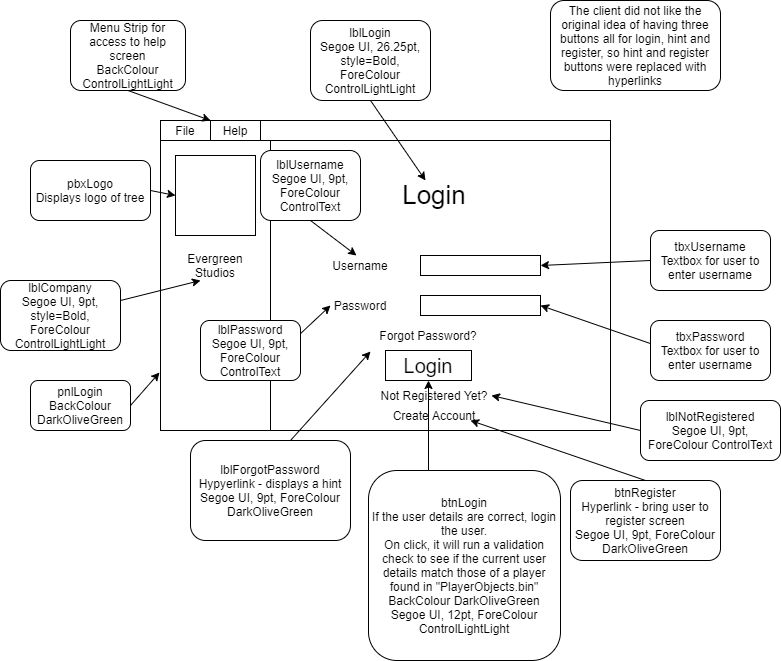 Menu Strip for
access to help
screen
BackColour
ControlLightLight
lblLogin
Segoe UI, 26.25pt,
style=Bold,
ForeColour
ControlLightLight
The client did not like the
original idea of having three
buttons all for login, hint and
register, so hint and register
buttons were replaced with
hyperlinks
File
Help
pbxLogo
Displays logo of tree
lblUsername
Segoe UI, 9pt,
ForeColour
ControlText
Login
Evergreen
Studios
Username
tbxUsername
Textbox for user to
enter username
lblCompany
Segoe UI, 9pt,
style=Bold,
ForeColour
ControlLightLight
Password
lblPassword
Segoe UI, 9pt,
ForeColour
ControlText
Forgot Password?
tbxPassword
Textbox for user to
enter username
Login
pnlLogin
BackColour
DarkOliveGreen
Not Registered Yet?
Create Account
lblNotRegistered
Segoe UI, 9pt,
ForeColour ControlText
lblForgotPassword
Hypyerlink - displays a hint
Segoe UI, 9pt, ForeColour
DarkOliveGreen
btnLogin
If the user details are correct, login
the user.
On click, it will run a validation
check to see if the current user
details match those of a player
found in "PlayerObjects.bin"
BackColour DarkOliveGreen
Segoe UI, 12pt, ForeColour
ControlLightLight
btnRegister
Hyperlink - bring user to
register screen
Segoe UI, 9pt, ForeColour
DarkOliveGreen